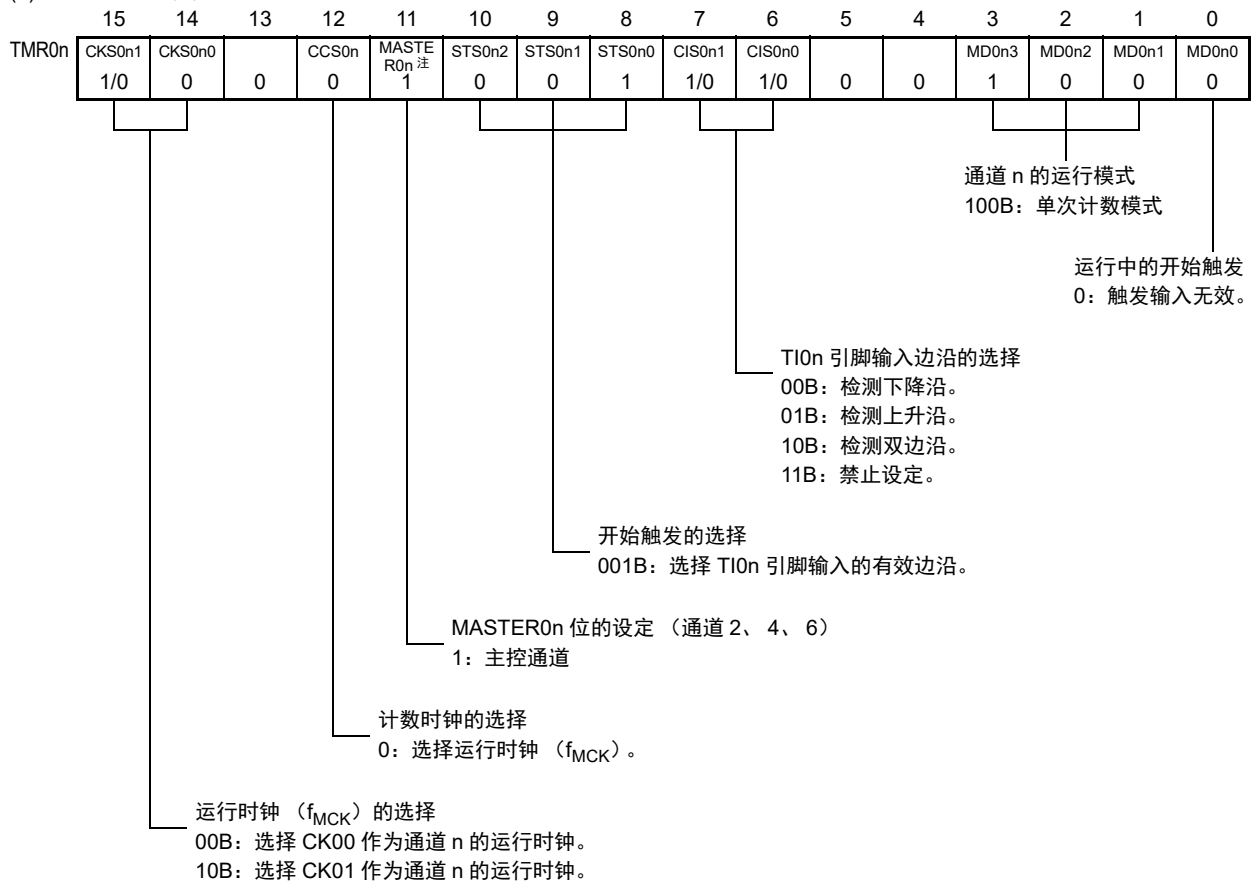 15 14 13 12 11 10 9 8 7 6 5 4 3 2 1 0
TMR0n CKS0n1 CKS0n0 CCS0n MASTE R0n 注 STS0n2 STS0n1 STS0n0 CIS0n1 CIS0n0 MD0n3 MD0n2 MD0n1 MD0n0
1/0 0 0 0 1 0 0 1 1/0 1/0 0 0 1 0 0 0
通道 n 的运行模式
100B：单次计数模式
运行中的开始触发
0：触发输入无效。
TI0n 引脚输入边沿的选择
00B：检测下降沿。
01B：检测上升沿。
10B：检测双边沿。
11B：禁止设定。
开始触发的选择
001B：选择 TI0n 引脚输入的有效边沿。
MASTER0n 位的设定 （通道 2、 4、 6）
1：主控通道
计数时钟的选择
0：选择运行时钟 （fMCK）。
运行时钟 （fMCK）的选择
00B：选择 CK00 作为通道 n 的运行时钟。
10B：选择 CK01 作为通道 n 的运行时钟。